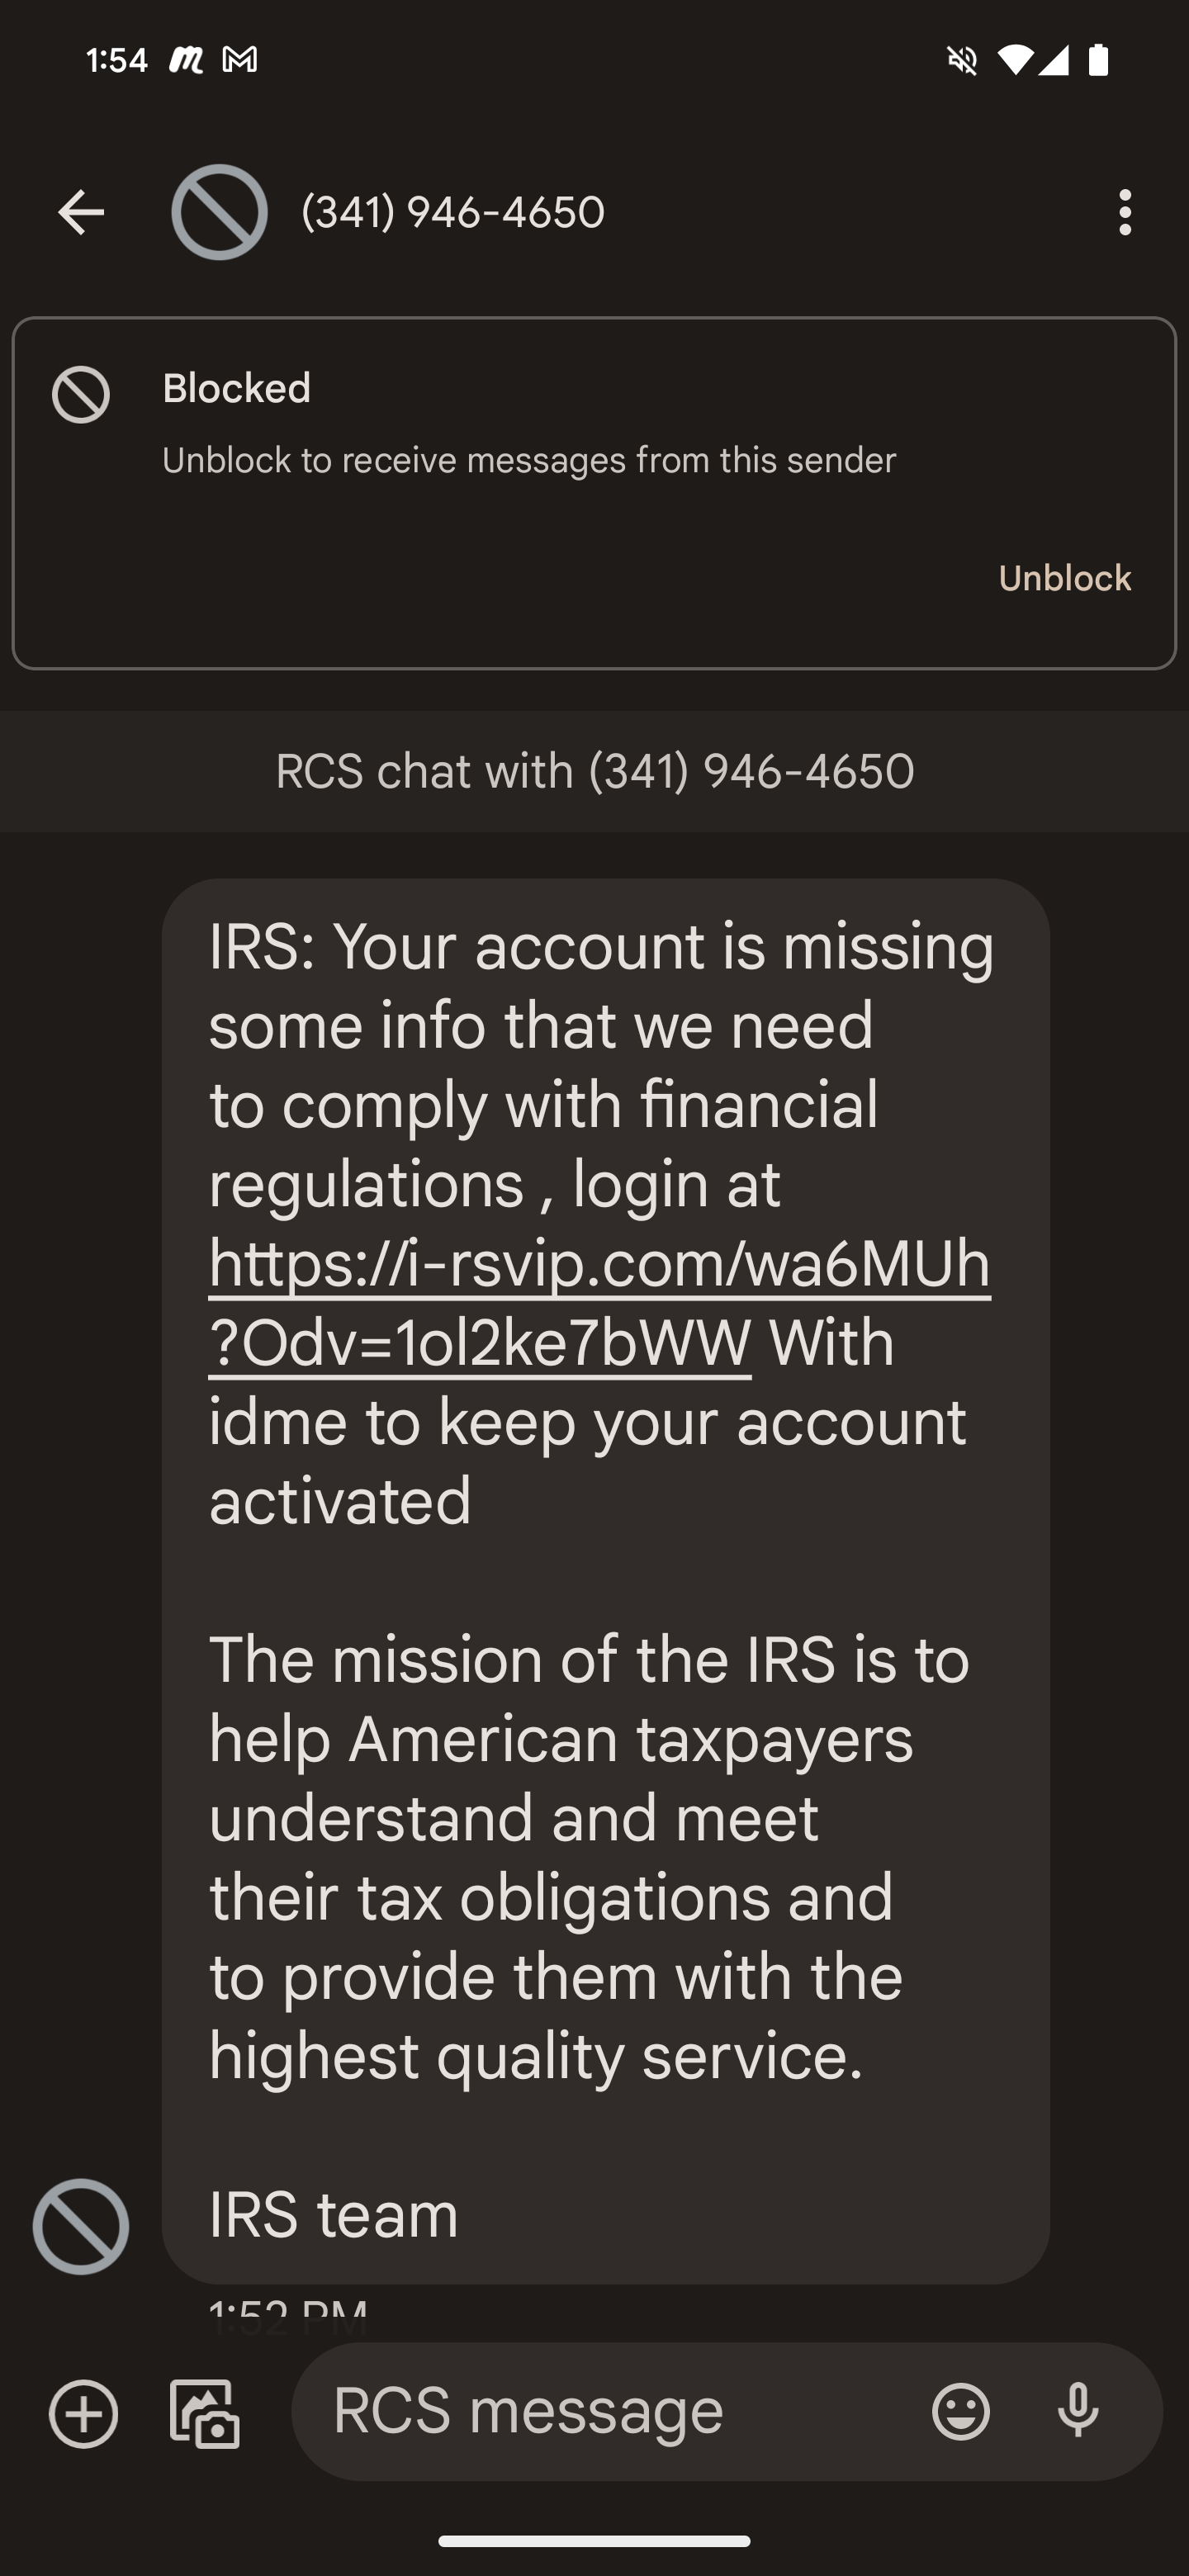 1:54
(341) 946-4650
Blocked
Unblock to receive messages from this sender
Unblock
RCS chat with (341) 946-4650
IRS: Your account is missing
some info that we need
to comply with financial
regulations , login at
https://i-rsvip.com/wa6MUh
?Odv=1ol2ke7bWW With
idme to keep your account
activated
The mission of the IRS is to
help American taxpayers
understand and meet
their tax obligations and
to provide them with the
highest quality service.
IRS team
1:52 PM
RCS message